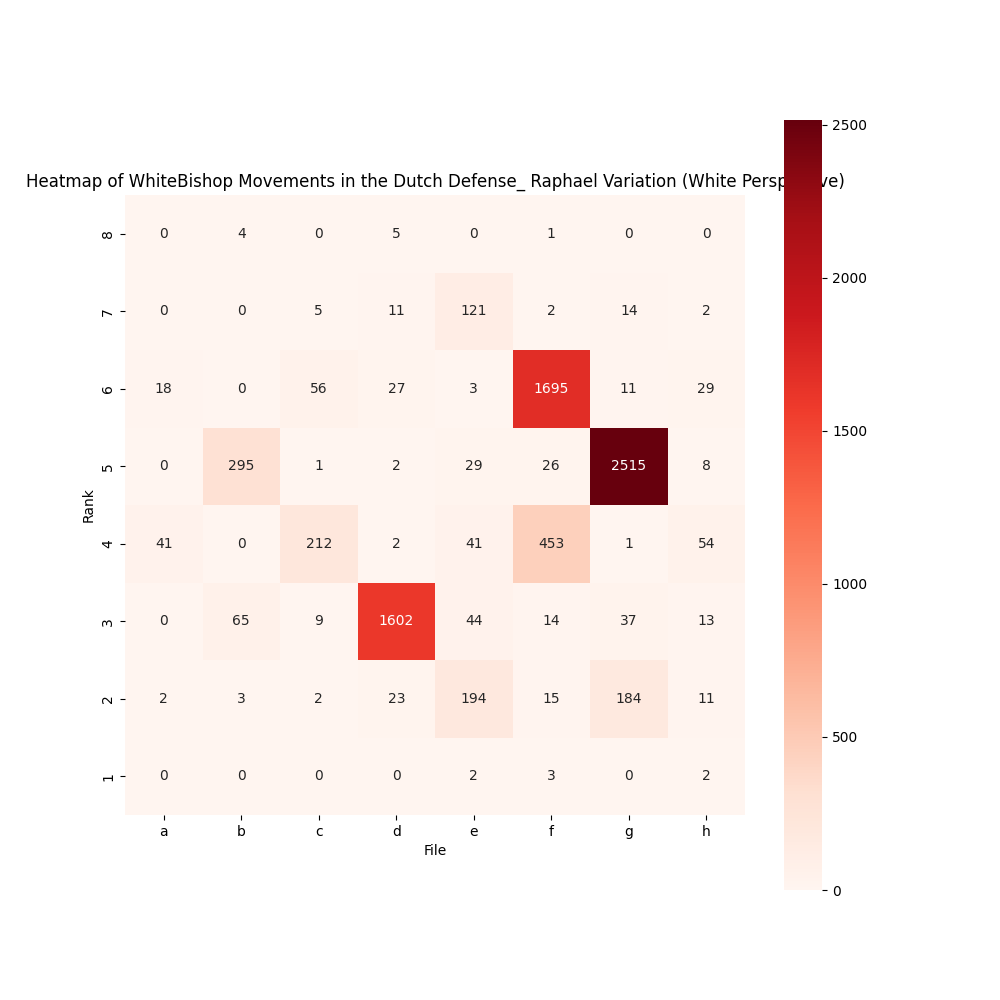 2500
Heatmap of WhiteBishop Movements in the Dutch Defense_ Raphael Variation (White Perspective)
8 0 4 0 5 0 1 0 0
2000
7 0 0 5 11 121 2 14 2
6 18 0 56 27 3 1695 11 29
1500
5 0 295 1 2 29 26 2515 8
Rank
4 41 0 212 2 41 453 1 54
1000
3 0 65 9 1602 44 14 37 13
2 2 3 2 23 194 15 184 11
500
1 0 0 0 0 2 3 0 2
a b c d e f g h
File
0